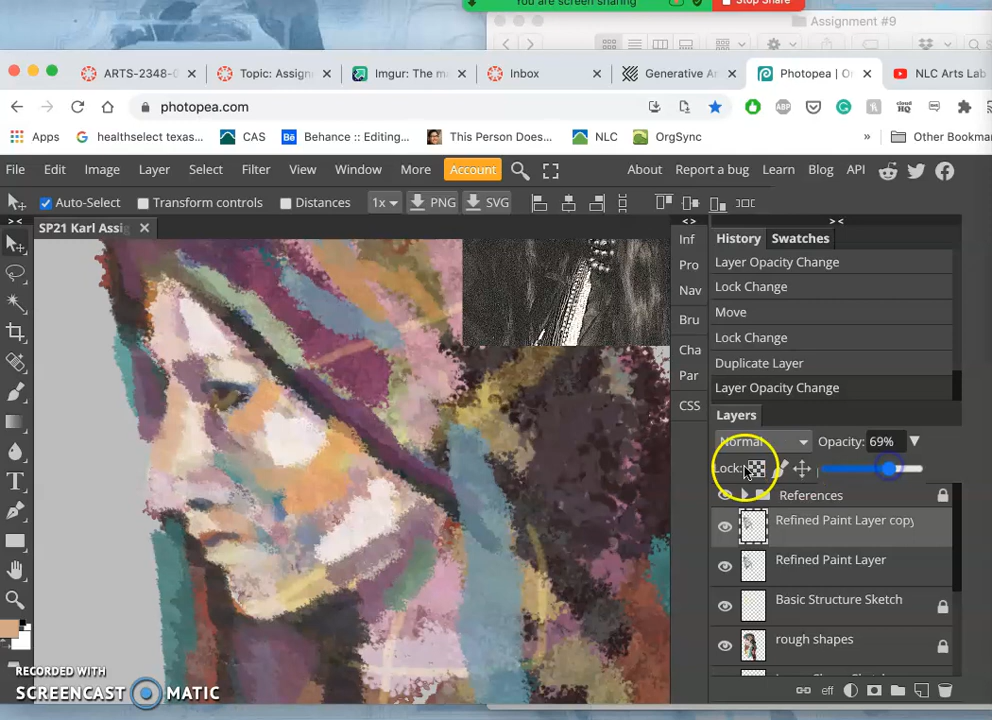 You are screen sharing Stop Share
Assignment #9
ARTS-2348-0 Topic: Assign Imgur: The m Inbox Generative Ar Photopea | On NLC Arts Lab
photopea.com
Apps healthselect texas... CAS Behance :: Editing... This Person Does... NLC OrgSync » Other Bookmar
File Edit Image Layer Select Filter View Window More Account About Report a bug Learn Blog API
Auto-Select Transform controls Distances 1x PNG SVG
SP21 Karl Assig
Inf
Pro
Nav
Bru
Cha
Par
CSS
History Swatches
Layer Opacity Change
Lock Change
Move
Lock Change
Duplicate Layer
Layer Opacity Change
Layers
Normal Opacity: 69%
Lock:
References
Refined Paint Layer copy
Refined Paint Layer
Basic Structure Sketch
rough shapes
eff
RECORDED WITH
SCREENCAST MATIC